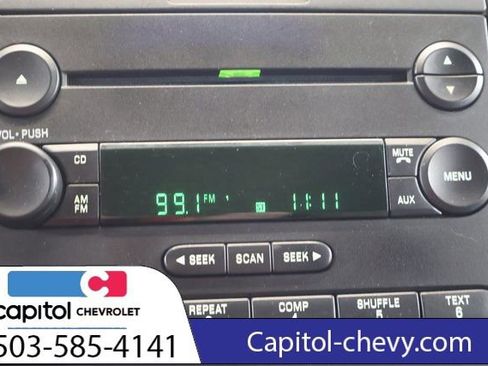 VOL • PUSH
CD
AM
FM
99.1 FM 1
11:11
MUTE
AUX
MENU
SEEK
SCAN
SEEK
REPEAT
COMP
4
SHUFFLE
5
TEXT
6
capitol CHEVROLET
503-585-4141
Capitol-chevy.com